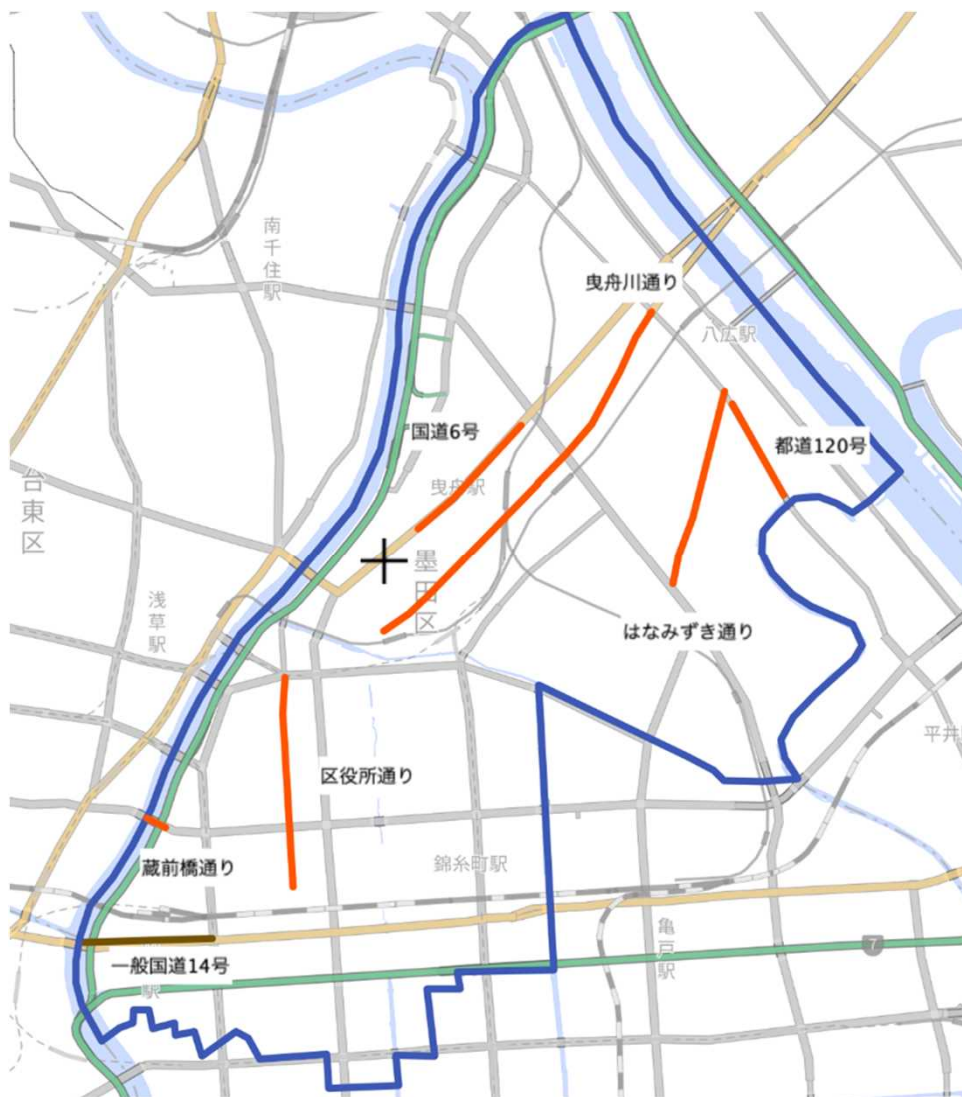 南千住駅
曳舟川通り
八広駅
国道6号
都道120号
曳舟駅
台東区
墨田区
浅草駅
はなみずき通り
平井
区役所通り
蔵前橋通り
錦糸町駅
亀戸駅
7
一般国道14号
駅